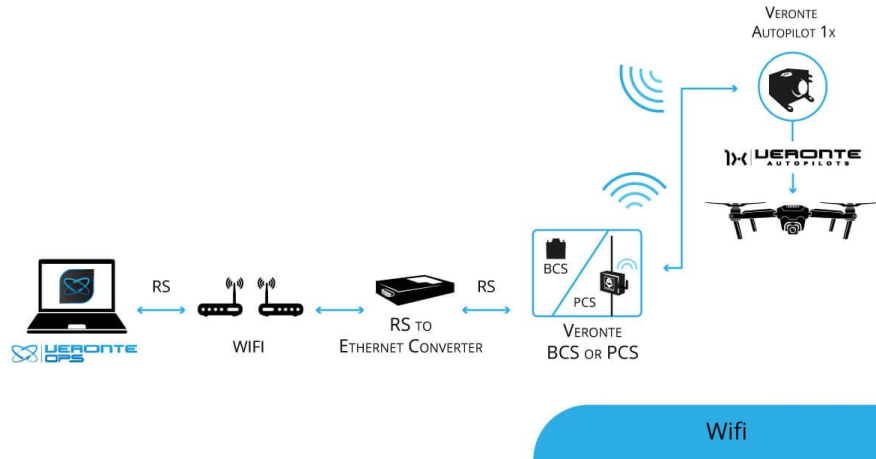 VERONTE
AUTOPILOT 1X
1X VERONTE
AUTOPILOTS
BCS
PCS
RS
RS
WIFI
RS TO
ETHERNET CONVERTER
VERONTE
BCS OR PCS
VERONTE
OPS
Wifi